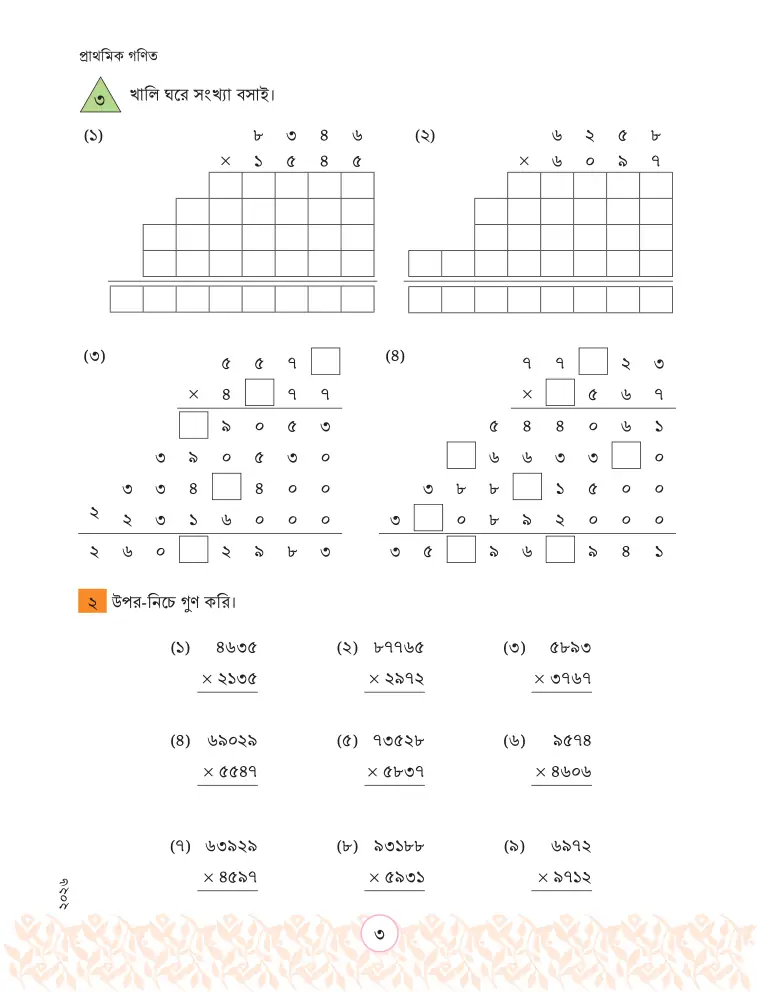 প্রাথমিক গণিত
৩ খালি ঘরে সংখ্যা বসাই।
(১) ৮ ৩ ৪ ৬ (২) ৬ ২ ৫ ৮
× ১ ৫ ৪ ৫ × ৬ ০ ৯ ৭
(৩) ৫ ৫ ৭ (৪) ৭ ৭ ২ ৩
× ৪ ৭ ৭ × ৫ ৬ ৭
৯ ০ ৫ ৩ ৫ ৪ ৪ ০ ৬ ১
৩ ৯ ০ ৫ ৩ ০ ৬ ৬ ৩ ৩ ০
৩ ৩ ৪ ৪ ০ ০ ৩ ৮ ৮ ১ ৫ ০ ০
২ ২ ৩ ১ ৬ ০ ০ ০ ৩ ০ ৮ ৯ ২ ০ ০ ০
২ ৬ ০ ২ ৯ ৮ ৩ ৩ ৫ ৯ ৬ ৯ ৪ ১
২ উপর-নিচে গুণ করি।
(১) ৪৬৩৫ (২) ৮৭৭৬৫ (৩) ৫৮৯৩
× ২১৩৫ × ২৯৭২ × ৩৭৬৭
(৪) ৬৯০২৯ (৫) ৭৩৫২৮ (৬) ৯৫৭৪
× ৫৫৪৭ × ৫৮৩৭ × ৪৬০৬
(৭) ৬৩৯২৯ (৮) ৯৩১৮৮ (৯) ৬৯৭২
× ৪৫৯৭ × ৫৯৩১ × ৯৭১২
২০২৬
৩